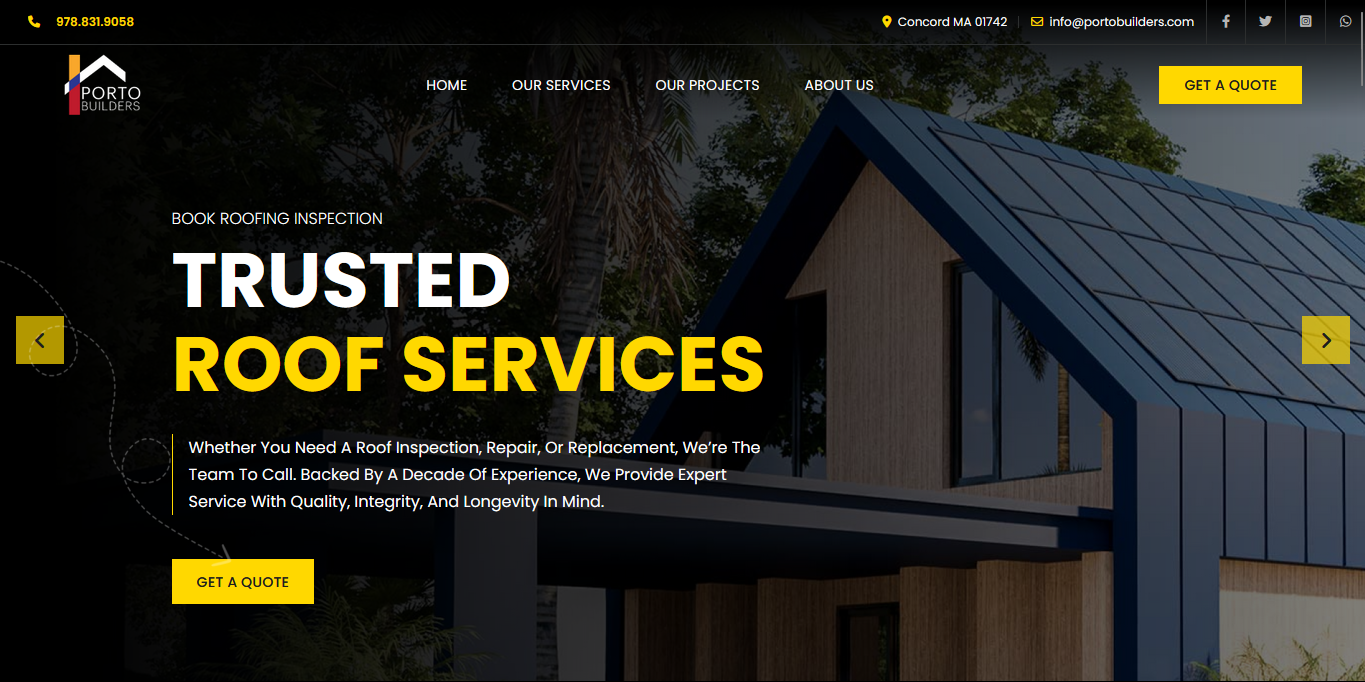 978.831.9058
Concord MA 01742
info@portobuilders.com
PORTO
BUILDERS
HOME
OUR SERVICES
OUR PROJECTS
ABOUT US
GET A QUOTE
BOOK ROOFING INSPECTION
TRUSTED
ROOF SERVICES
Whether You Need A Roof Inspection, Repair, Or Replacement, We’re The
Team To Call. Backed By A Decade Of Experience, We Provide Expert
Service With Quality, Integrity, And Longevity In Mind.
GET A QUOTE